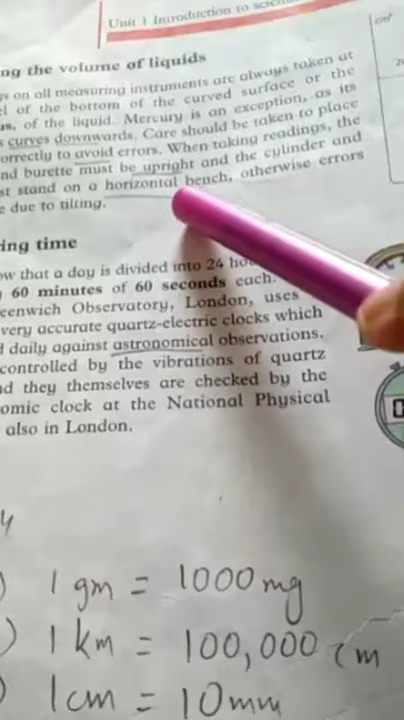 Unit 1 Introduction to
ng the volume of liquids
s on all measuring instruments are always taken at
l of the bottom of the curved surface or the
of the liquid. Mercury is an exception, as its
s curves downwards. Care should be taken to place
orrectly to avoid errors. When taking readings, the
nd burette must be upright and the cylinder and
st stand on a horizontal bench, otherwise errors
e due to tilting.
cm³
ing time
ow that a day is divided into 24
60 minutes of 60 seconds each.
eenwich Observatory, London, uses
very accurate quartz-electric clocks which
d daily against astronomical observations.
controlled by the vibrations of quartz
nd they themselves are checked by the
omic clock at the National Physical
also in London.
) 1 gm = 1000 mg
) 1 km = 100,000 cm
) 1 cm = 10 mm